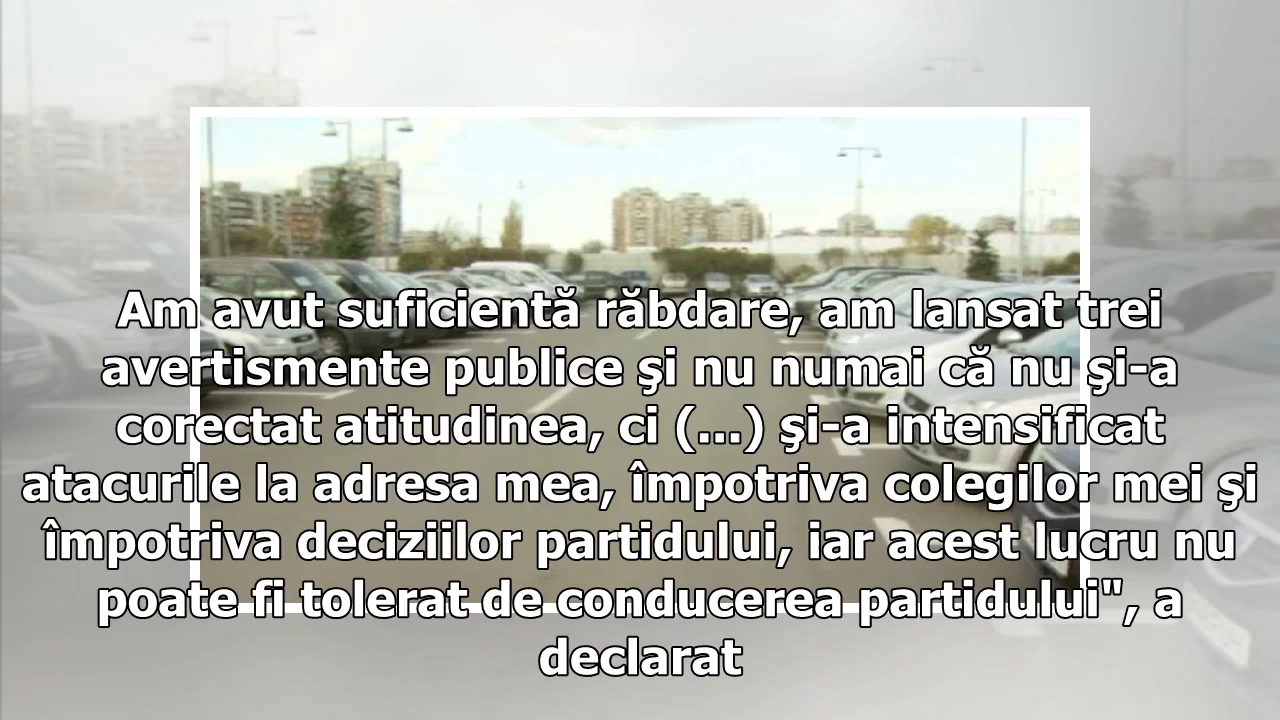 Am avut suficientă răbdare, am lansat trei
avertismente publice şi nu numai că nu şi-a
corectat atitudinea, ci (...) şi-a intensificat
atacurile la adresa mea, împotriva colegilor mei şi
împotriva deciziilor partidului, iar acest lucru nu
poate fi tolerat de conducerea partidului", a
declarat